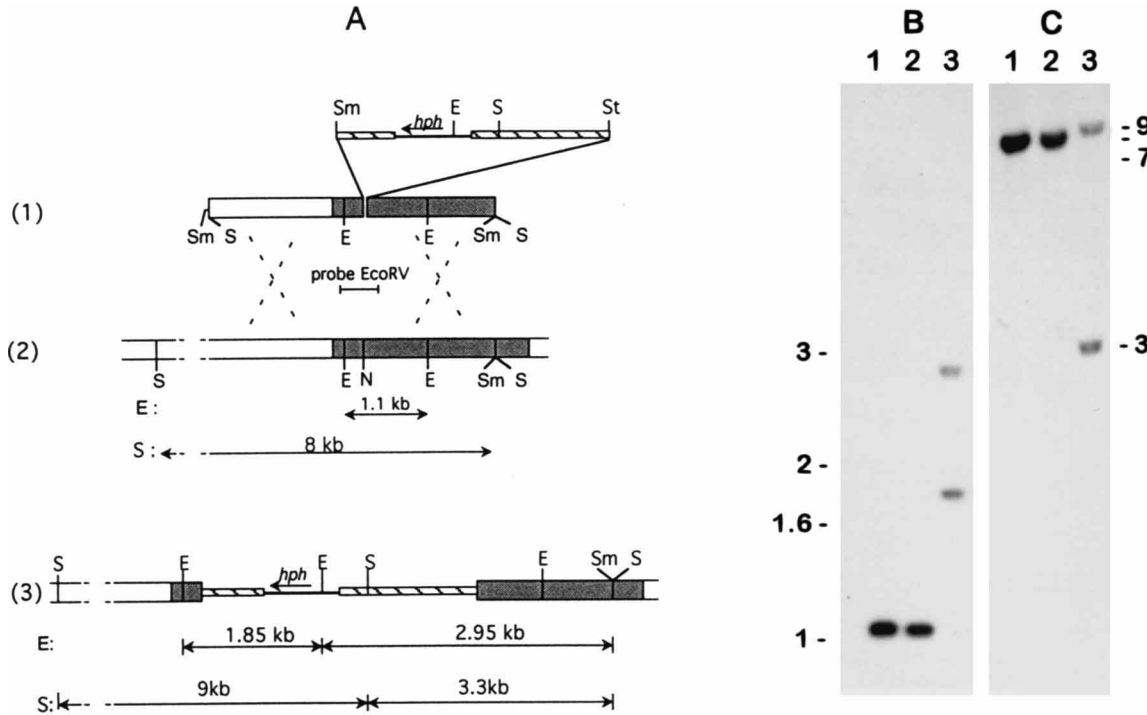 A
Sm E S St
hph
(1)
Sm S E E Sm S
probe EcoRV
(2)
S E N E Sm S
E : 1.1 kb
S : 8 kb
S E E S E Sm S
hph
(3)
E: 1.85 kb 2.95 kb
S: 9kb 3.3kb
B
1 2 3
3 -
2 -
1.6 -
1 -
C
1 2 3
- 9
- 7
- 3